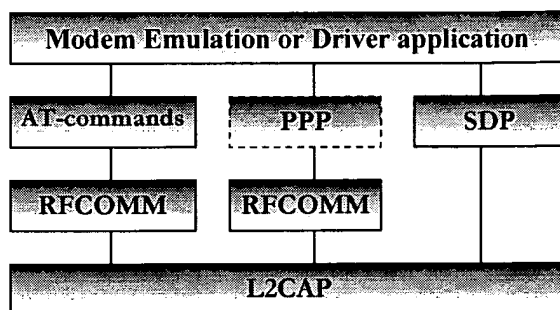 Modem Emulation or Driver application
AT-commands PPP SDP
RFCOMM RFCOMM
L2CAP